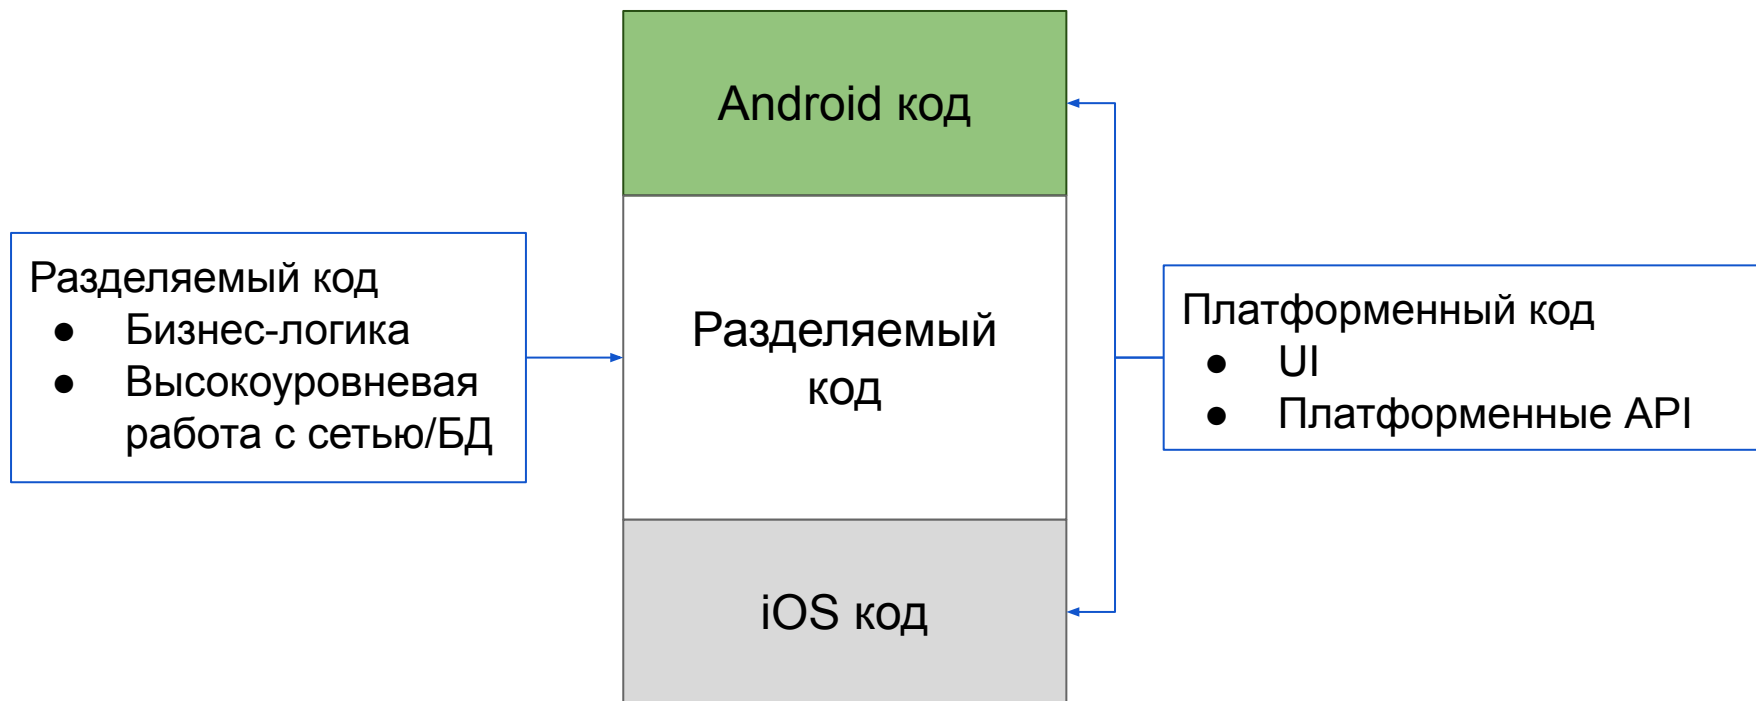 Android код
Разделяемый код
● Бизнес-логика
● Высокоуровневая
работа с сетью/БД
Разделяемый
код
Платформенный код
● UI
● Платформенные API
iOS код